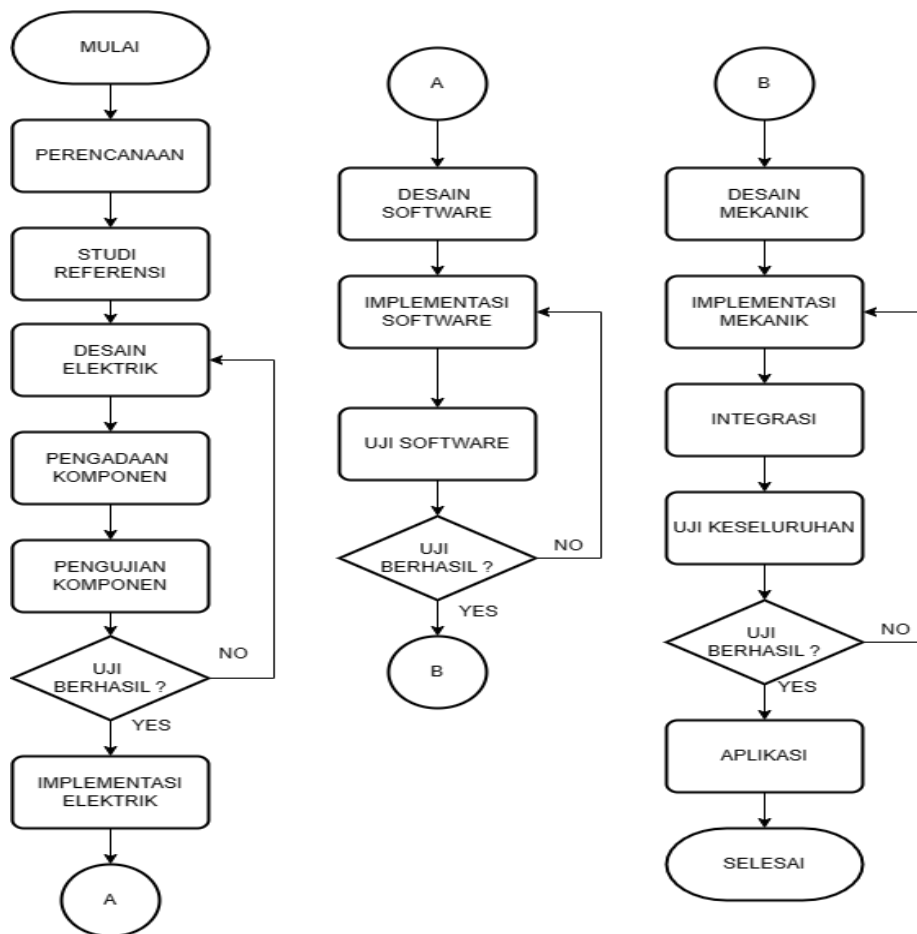 MULAI
PERENCANAAN
STUDI
REFERENSI
DESAIN
ELEKTRIK
PENGADAAN
KOMPONEN
PENGUJIAN
KOMPONEN
UJI
BERHASIL ?
NO
YES
IMPLEMENTASI
ELEKTRIK
A
A
DESAIN
SOFTWARE
IMPLEMENTASI
SOFTWARE
UJI SOFTWARE
UJI
BERHASIL ?
NO
YES
B
B
DESAIN
MEKANIK
IMPLEMENTASI
MEKANIK
INTEGRASI
UJI KESELURUHAN
UJI
BERHASIL ?
NO
YES
APLIKASI
SELESAI